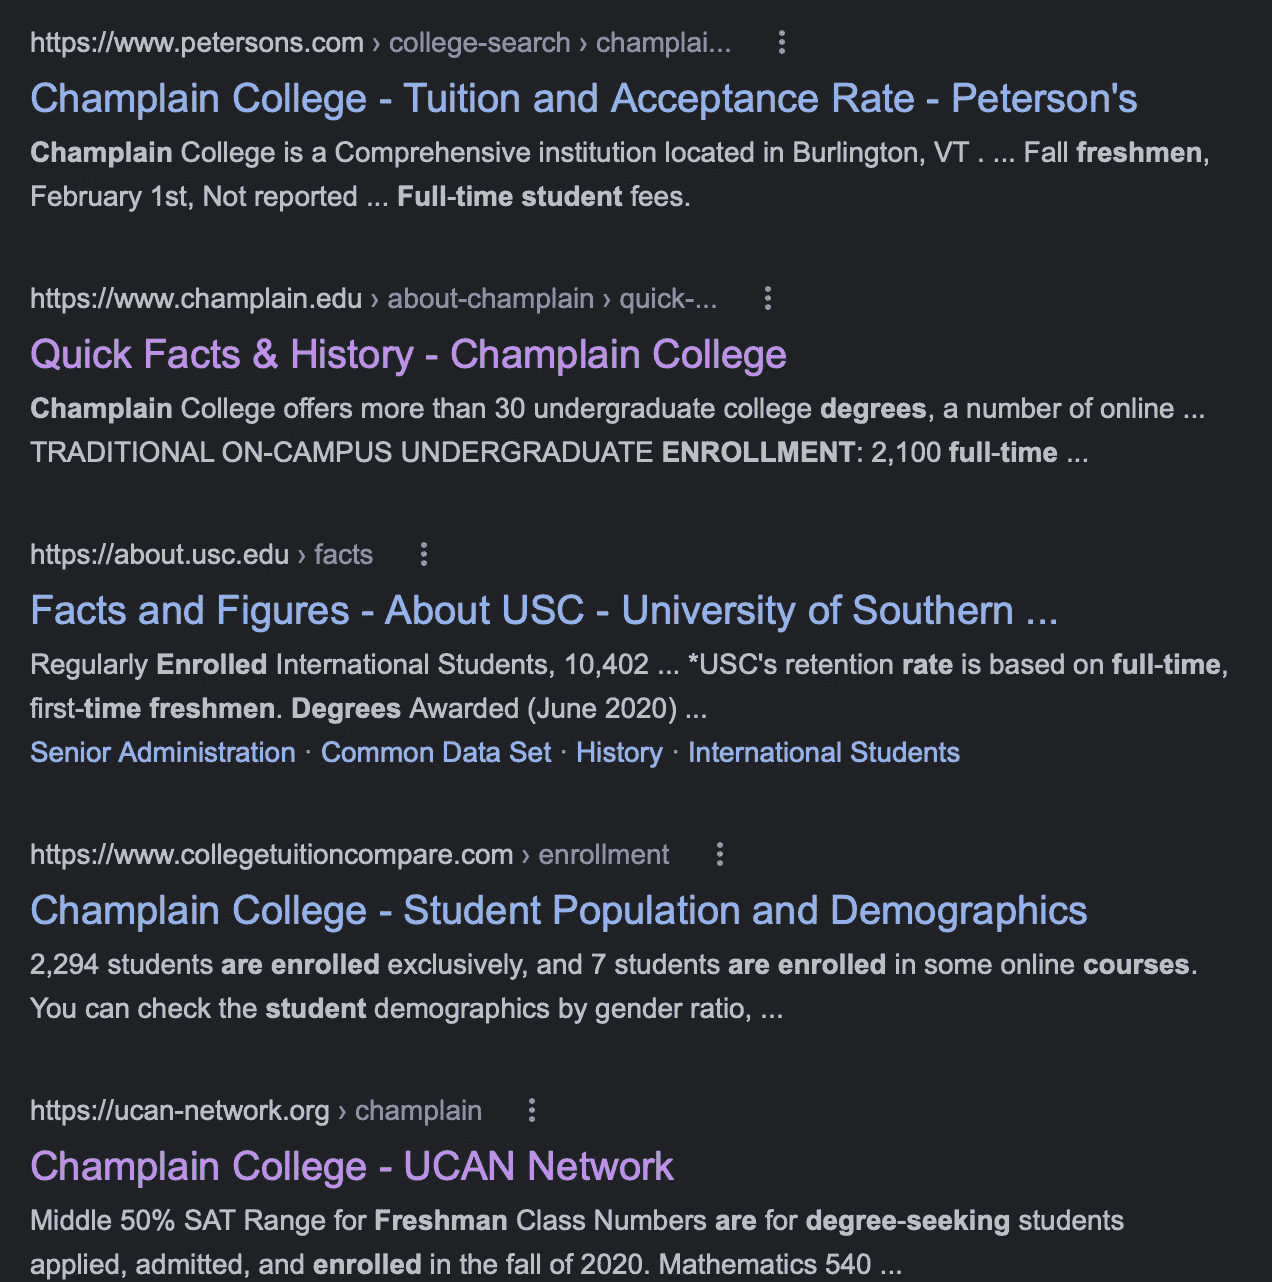 https://www.petersons.com › college-search › champlai...
Champlain College - Tuition and Acceptance Rate - Peterson's
Champlain College is a Comprehensive institution located in Burlington, VT . ... Fall freshmen,
February 1st, Not reported ... Full-time student fees.
https://www.champlain.edu › about-champlain › quick-...
Quick Facts & History - Champlain College
Champlain College offers more than 30 undergraduate college degrees, a number of online ...
TRADITIONAL ON-CAMPUS UNDERGRADUATE ENROLLMENT: 2,100 full-time ...
https://about.usc.edu › facts
Facts and Figures - About USC - University of Southern ...
Regularly Enrolled International Students, 10,402 ... *USC's retention rate is based on full-time,
first-time freshmen. Degrees Awarded (June 2020) ...
Senior Administration · Common Data Set · History · International Students
https://www.collegetuitioncompare.com › enrollment
Champlain College - Student Population and Demographics
2,294 students are enrolled exclusively, and 7 students are enrolled in some online courses.
You can check the student demographics by gender ratio, ...
https://ucan-network.org › champlain
Champlain College - UCAN Network
Middle 50% SAT Range for Freshman Class Numbers are for degree-seeking students
applied, admitted, and enrolled in the fall of 2020. Mathematics 540 ...